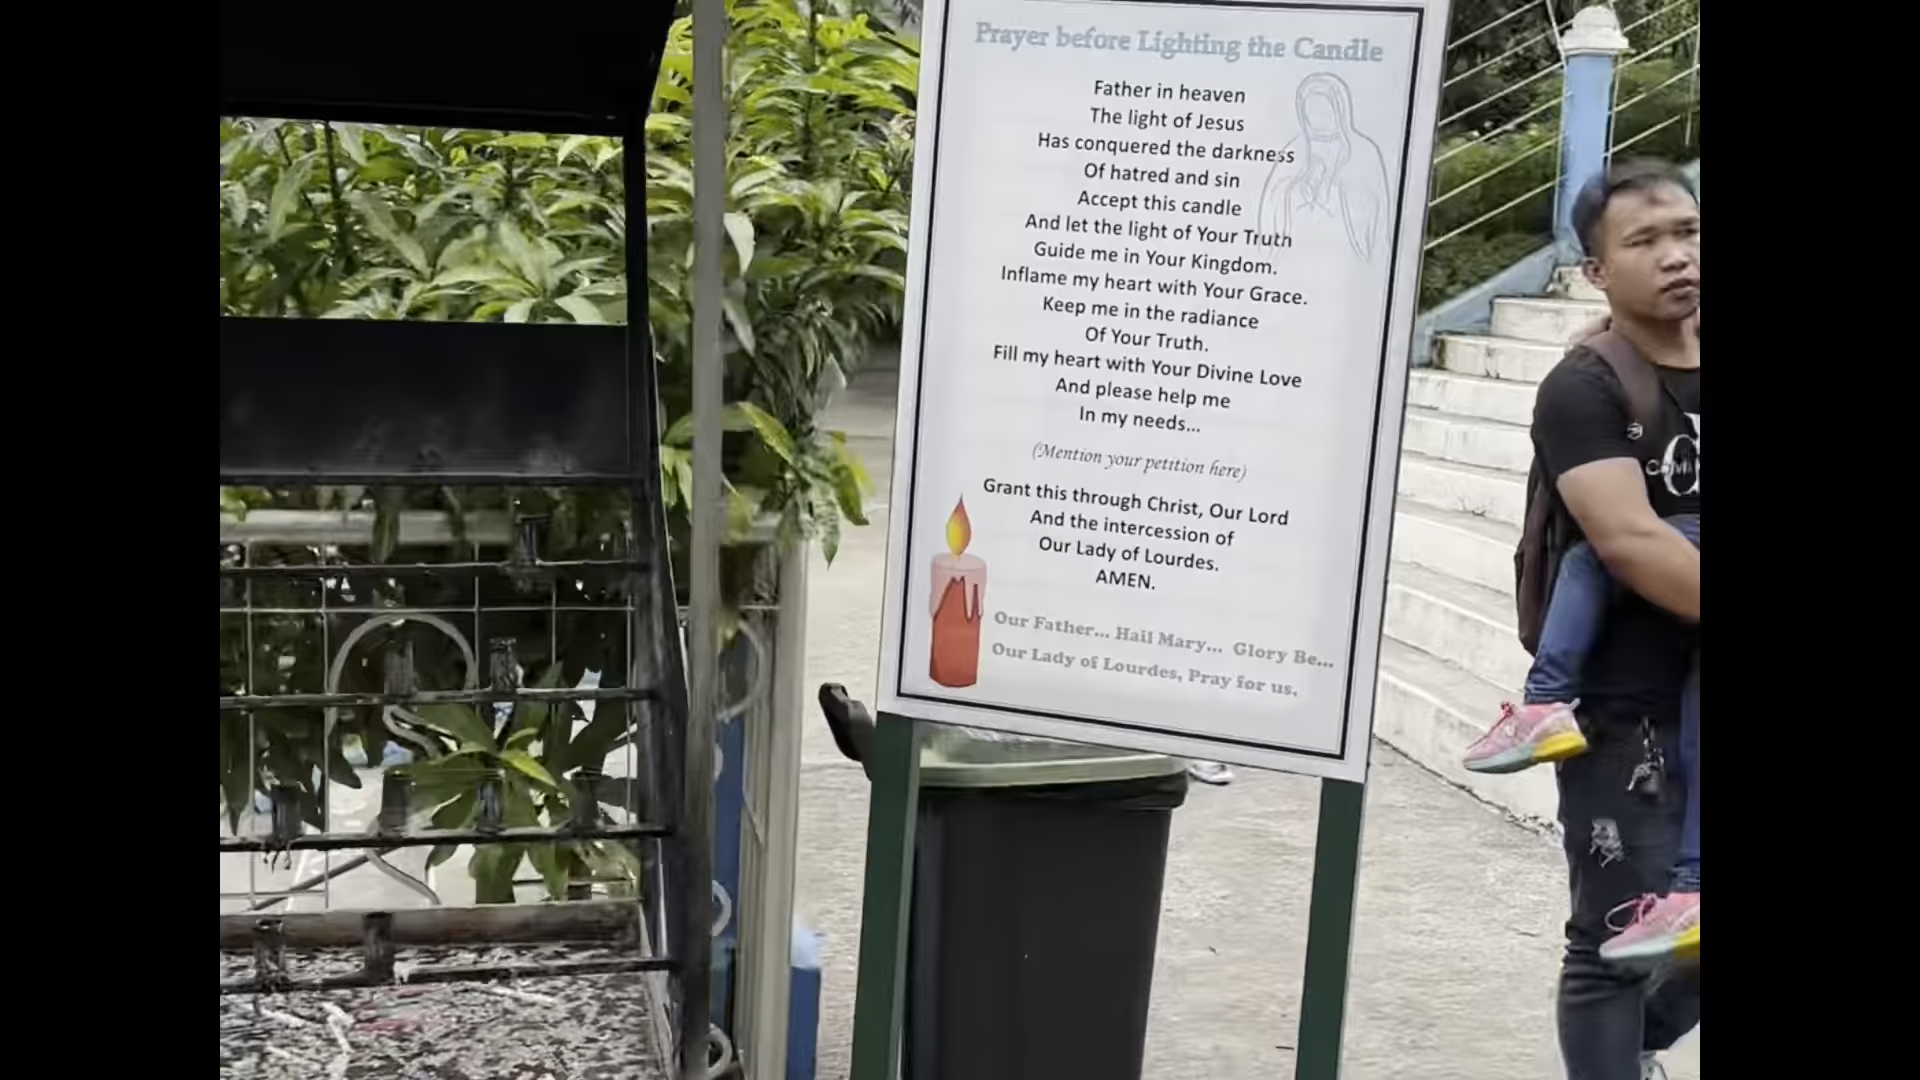 Prayer before Lighting the Candle
Father in heaven
The light of Jesus
Has conquered the darkness
Of hatred and sin
Accept this candle
And let the light of Your Truth
Guide me in Your Kingdom.
Inflame my heart with Your Grace.
Keep me in the radiance
Of Your Truth.
Fill my heart with Your Divine Love
And please help me
In my needs...
(Mention your petition here)
Grant this through Christ, Our Lord
And the intercession of
Our Lady of Lourdes.
AMEN.
Our Father... Hail Mary... Glory Be...
Our Lady of Lourdes, Pray for us.